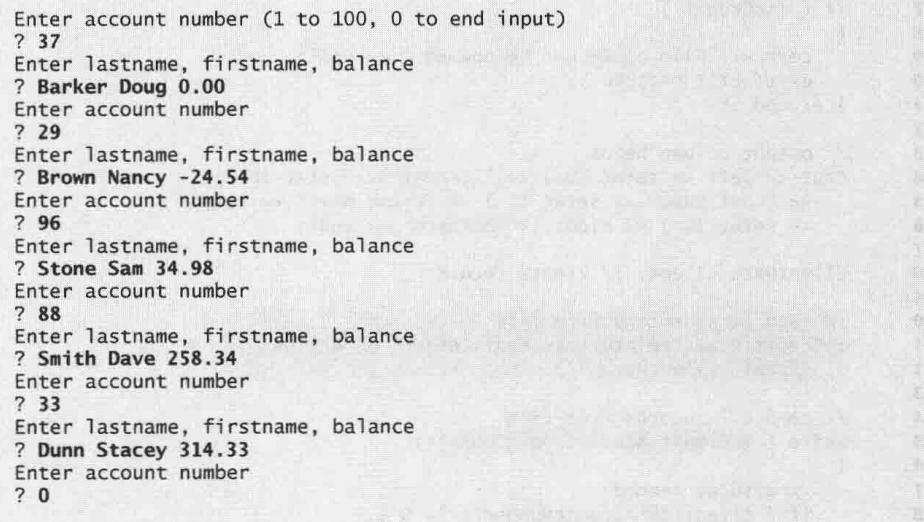 Enter account number (1 to 100, 0 to end input)
? 37
Enter lastname, firstname, balance
? Barker Doug 0.00
Enter account number
? 29
Enter lastname, firstname, balance
? Brown Nancy -24.54
Enter account number
? 96
Enter lastname, firstname, balance
? Stone Sam 34.98
Enter account number
? 88
Enter lastname, firstname, balance
? Smith Dave 258.34
Enter account number
? 33
Enter lastname, firstname, balance
? Dunn Stacey 314.33
Enter account number
? 0